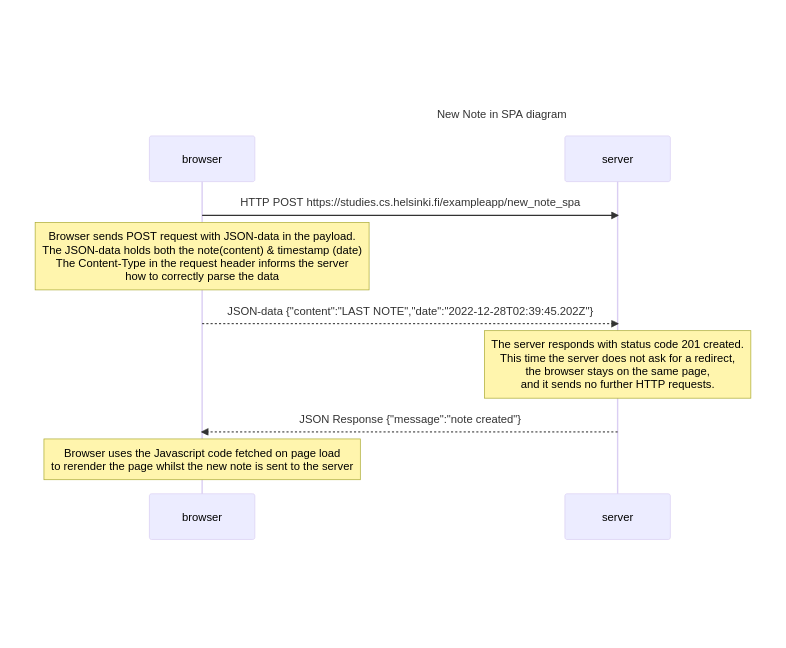 New Note in SPA diagram
browser
server
HTTP POST https://studies.cs.helsinki.fi/exampleapp/new_note_spa
Browser sends POST request with JSON-data in the payload.
The JSON-data holds both the note(content) & timestamp (date)
The Content-Type in the request header informs the server
how to correctly parse the data
JSON-data {"content":"LAST NOTE","date":"2022-12-28T02:39:45.202Z"}
The server responds with status code 201 created.
This time the server does not ask for a redirect,
the browser stays on the same page,
and it sends no further HTTP requests.
JSON Response {"message":"note created"}
Browser uses the Javascript code fetched on page load
to rerender the page whilst the new note is sent to the server
browser
server